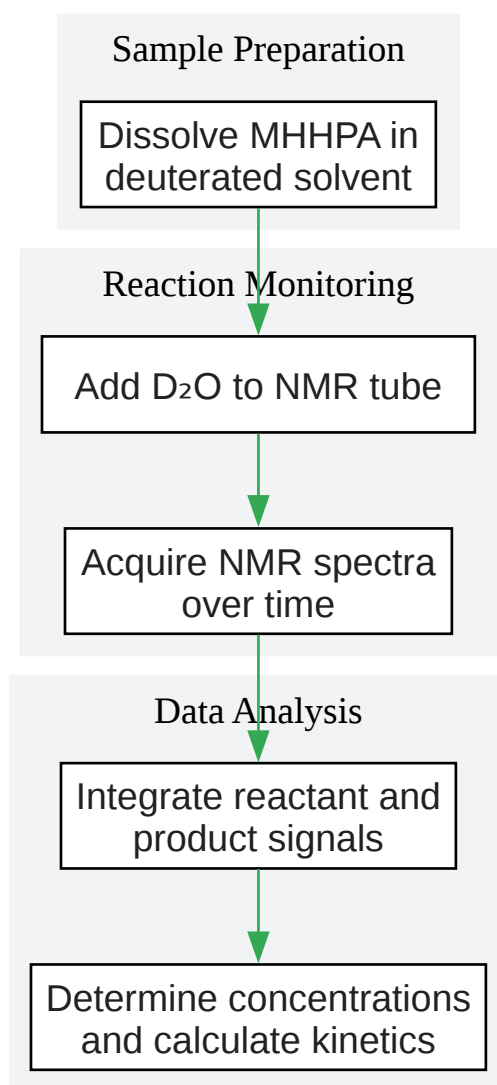 Sample Preparation
Dissolve MHHPA in
deuterated solvent
Reaction Monitoring
Add D₂O to NMR tube
Acquire NMR spectra
over time
Data Analysis
Integrate reactant and
product signals
Determine concentrations
and calculate kinetics